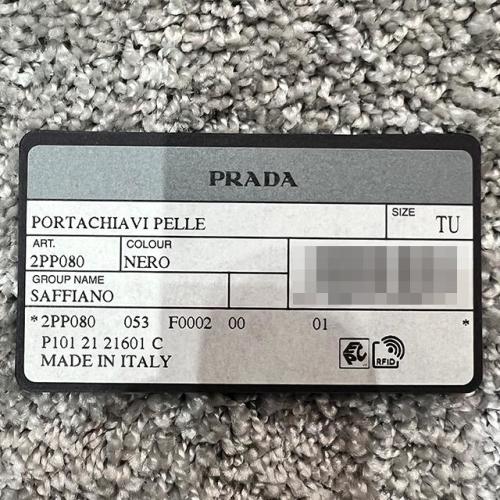 PRADA
PORTACHIAVI PELLE
SIZE
TU
ART.
2PP080
COLOUR
NERO
GROUP NAME
SAFFIANO
*2PP080 053 F0002 00 01 *
P101 21 21601 C
MADE IN ITALY
RFID